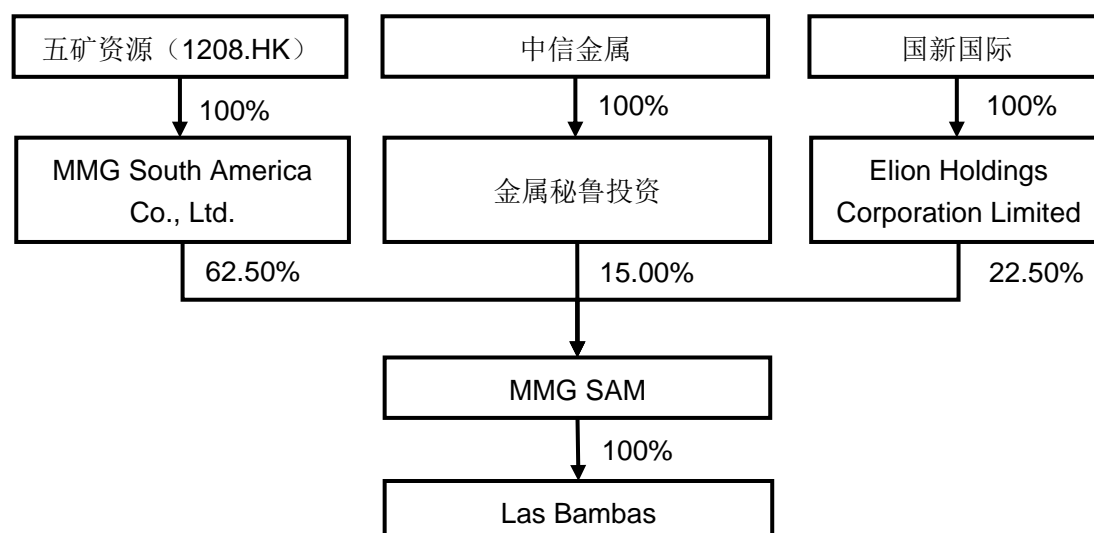 五矿资源（1208.HK）
中信金属
国新国际
100%
100%
100%
MMG South America
Co., Ltd.
金属秘鲁投资
Elion Holdings
Corporation Limited
62.50%
15.00%
22.50%
MMG SAM
100%
Las Bambas